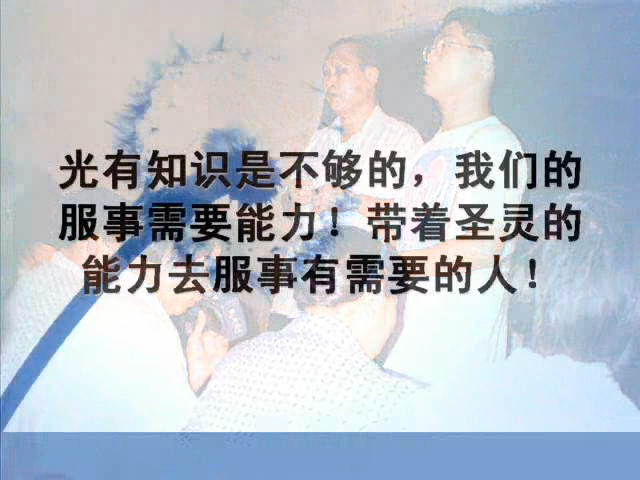 光有知识是不够的，我们的
服事需要能力！带着圣灵的
能力去服事有需要的人！